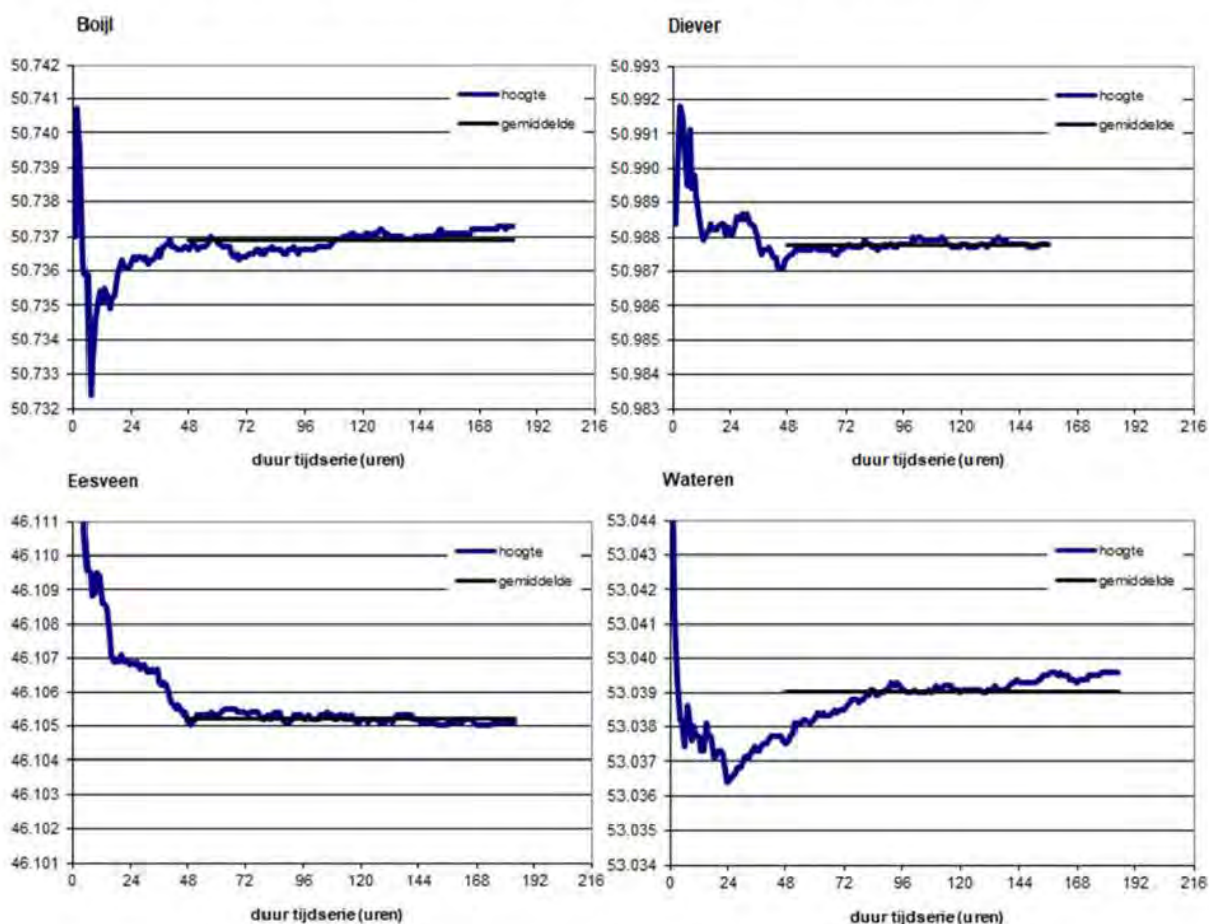 Boijl
50.742
50.741
50.740
50.739
50.738
50.737
50.736
50.735
50.734
50.733
50.732
hoogte
gemiddelde
0 24 48 72 96 120 144 168 192 216
duur tijdserie (uren)
Diever
50.993
50.992
50.991
50.990
50.989
50.988
50.987
50.986
50.985
50.984
50.983
hoogte
gemiddelde
0 24 48 72 96 120 144 168 192 216
duur tijdserie (uren)
Eesveen
46.111
46.110
46.109
46.108
46.107
46.106
46.105
46.104
46.103
46.102
46.101
hoogte
gemiddelde
0 24 48 72 96 120 144 168 192 216
duur tijdserie (uren)
Wateren
53.044
53.043
53.042
53.041
53.040
53.039
53.038
53.037
53.036
53.035
53.034
hoogte
gemiddelde
0 24 48 72 96 120 144 168 192 216
duur tijdserie (uren)